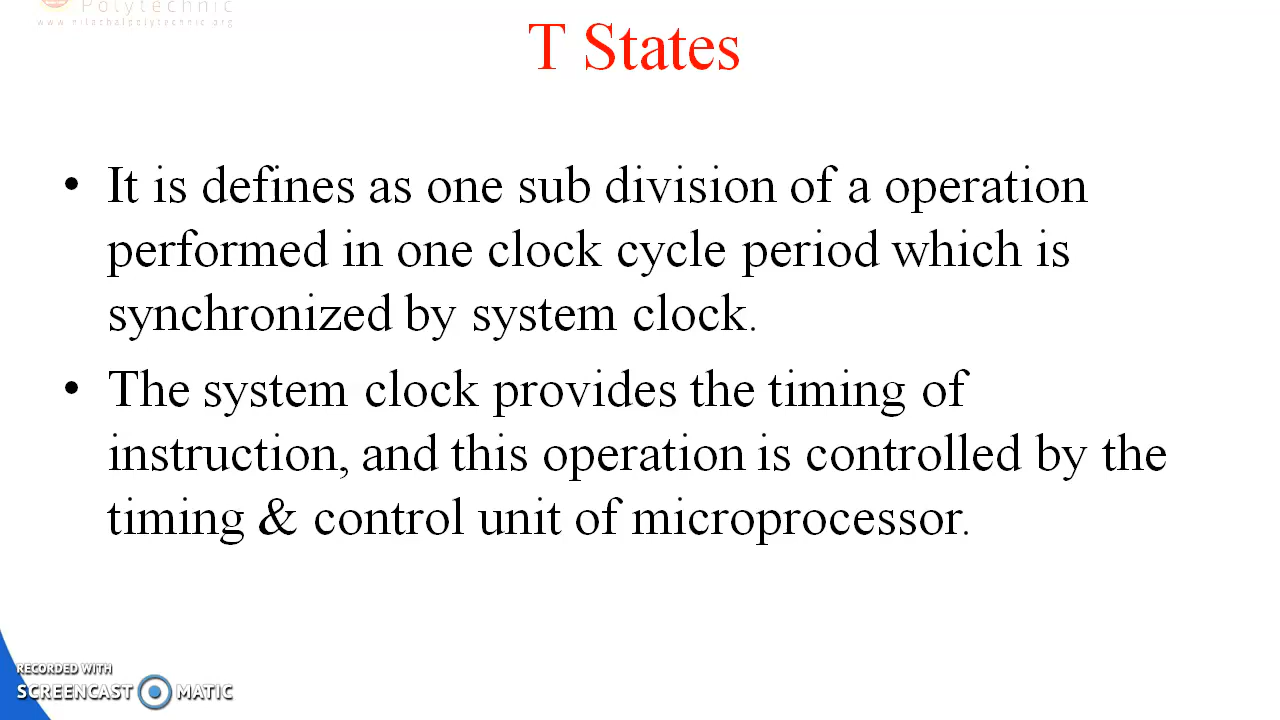 Polytechnic
www.niloshalpolytechnic.org
T States
• It is defines as one sub division of a operation
performed in one clock cycle period which is
synchronized by system clock.
• The system clock provides the timing of
instruction, and this operation is controlled by the
timing & control unit of microprocessor.
RECORDED WITH
SCREENCAST MATIC